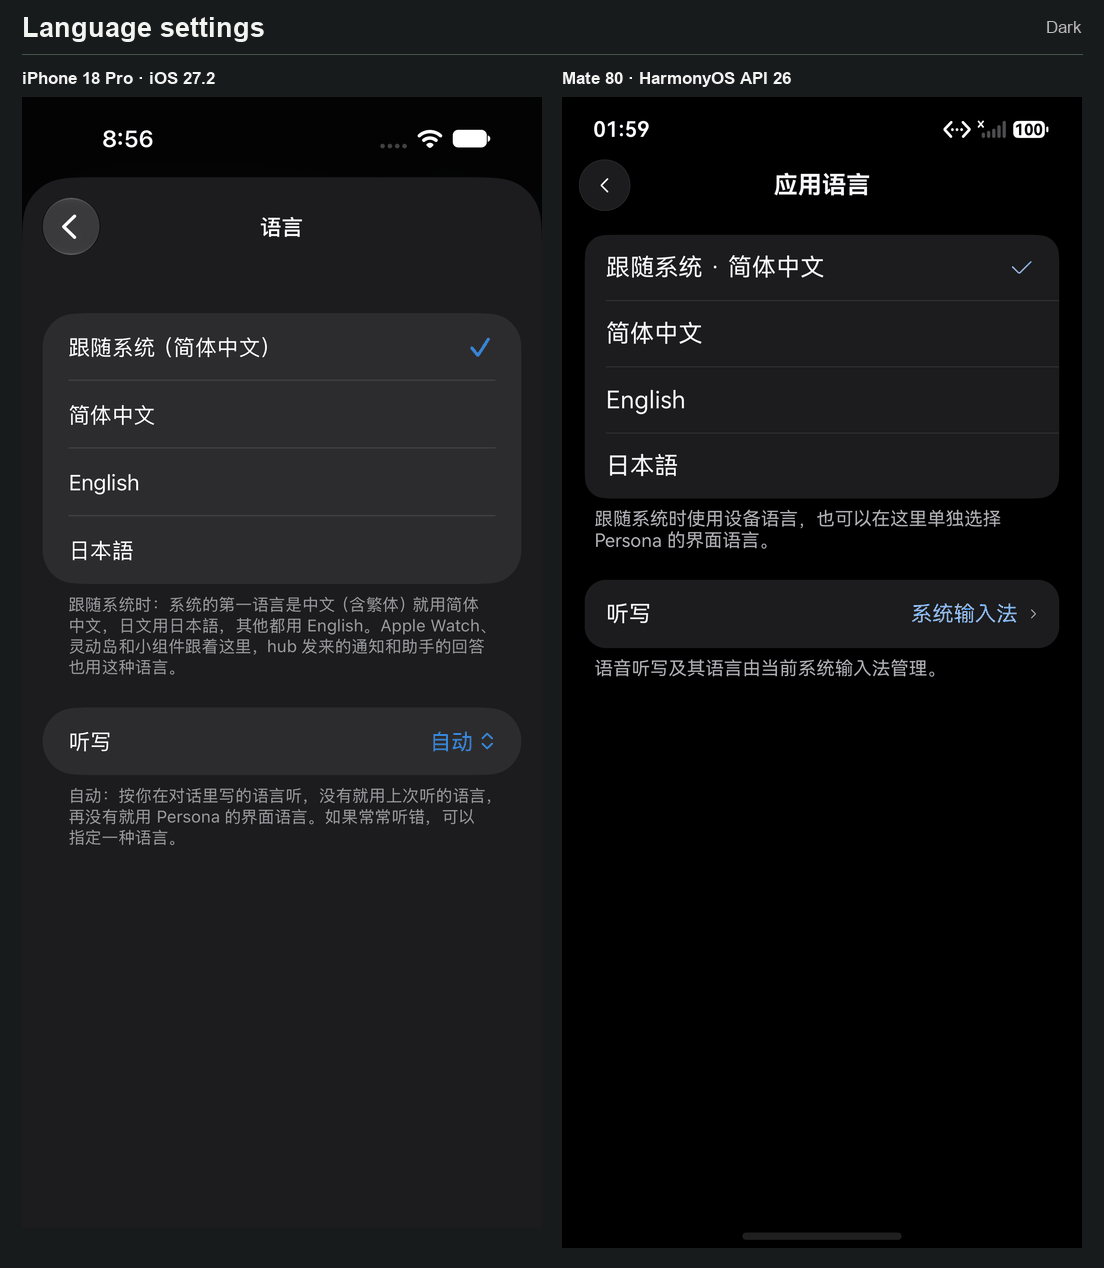 Language settings
Dark
iPhone 18 Pro · iOS 27.2
8:56
语言
跟随系统（简体中文）
简体中文
English
日本語
跟随系统时：系统的第一语言是中文（含繁体）就用简体
中文，日文用日本語，其他都用 English。Apple Watch、
灵动岛和小组件跟着这里，hub 发来的通知和助手的回答
也用这种语言。
听写
自动
自动：按你在对话里写的语言听，没有就用上次听的语言，
再没有就用 Persona 的界面语言。如果常常听错，可以
指定一种语言。
Mate 80 · HarmonyOS API 26
01:59
100
应用语言
跟随系统 · 简体中文
简体中文
English
日本語
跟随系统时使用设备语言，也可以在这里单独选择
Persona 的界面语言。
听写
系统输入法
语音听写及其语言由当前系统输入法管理。